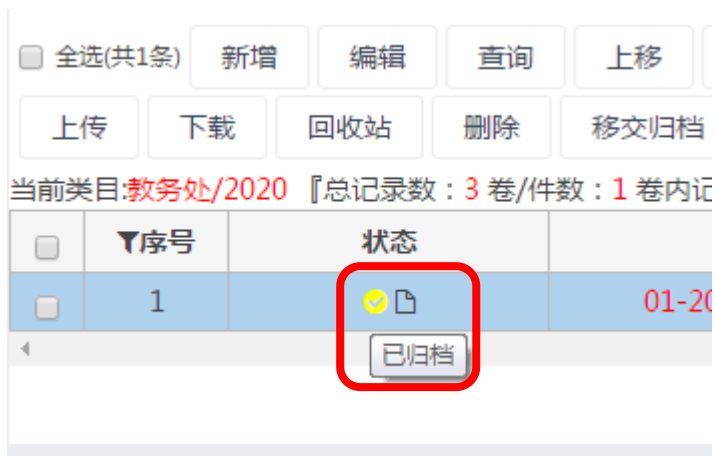 全选(共1条) 新增 编辑 查询 上移
上传 下载 回收站 删除 移交归档
当前类目:教务处/2020 『总记录数：3 卷/件数：1 卷内记
序号 状态
1 01-20
已归档